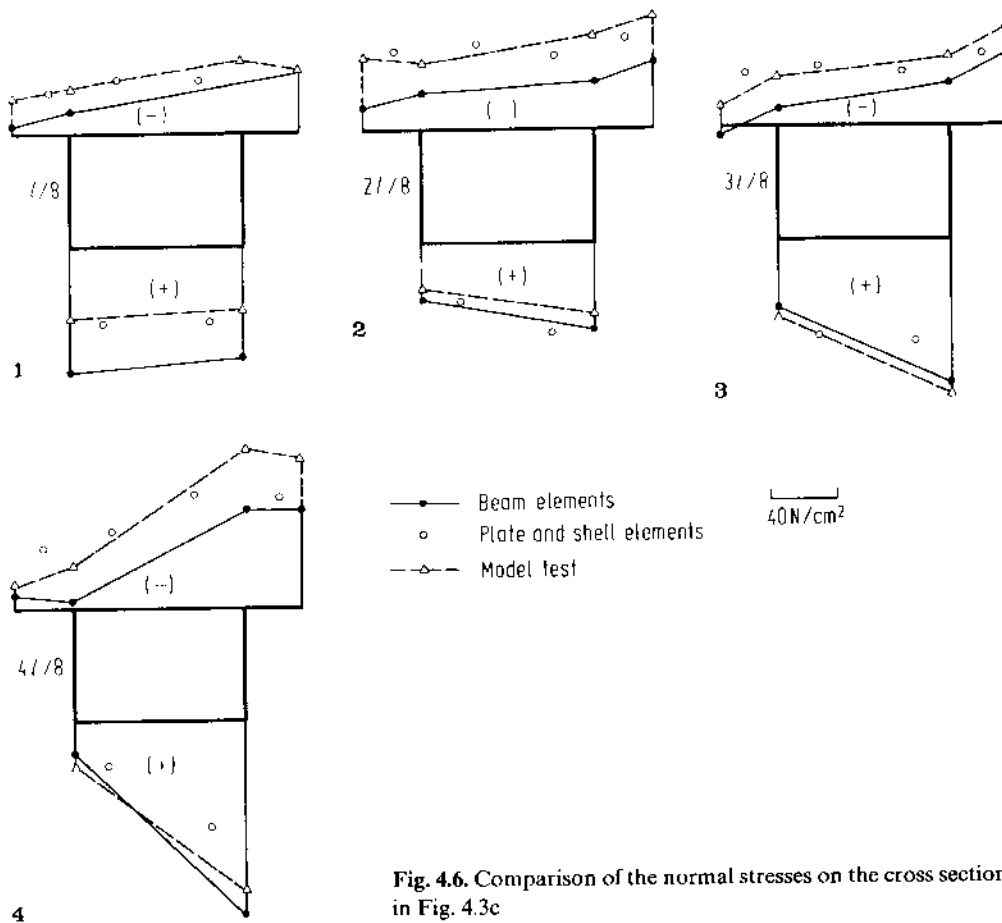 (-)
l/8
(+)
1
( )
2l/8
(+)
2
(-)
3l/8
(+)
3
(-)
4l/8
(+)
4
Beam elements
Plate and shell elements
Model test
40N/cm²
Fig. 4.6. Comparison of the normal stresses on the cross section
in Fig. 4.3c